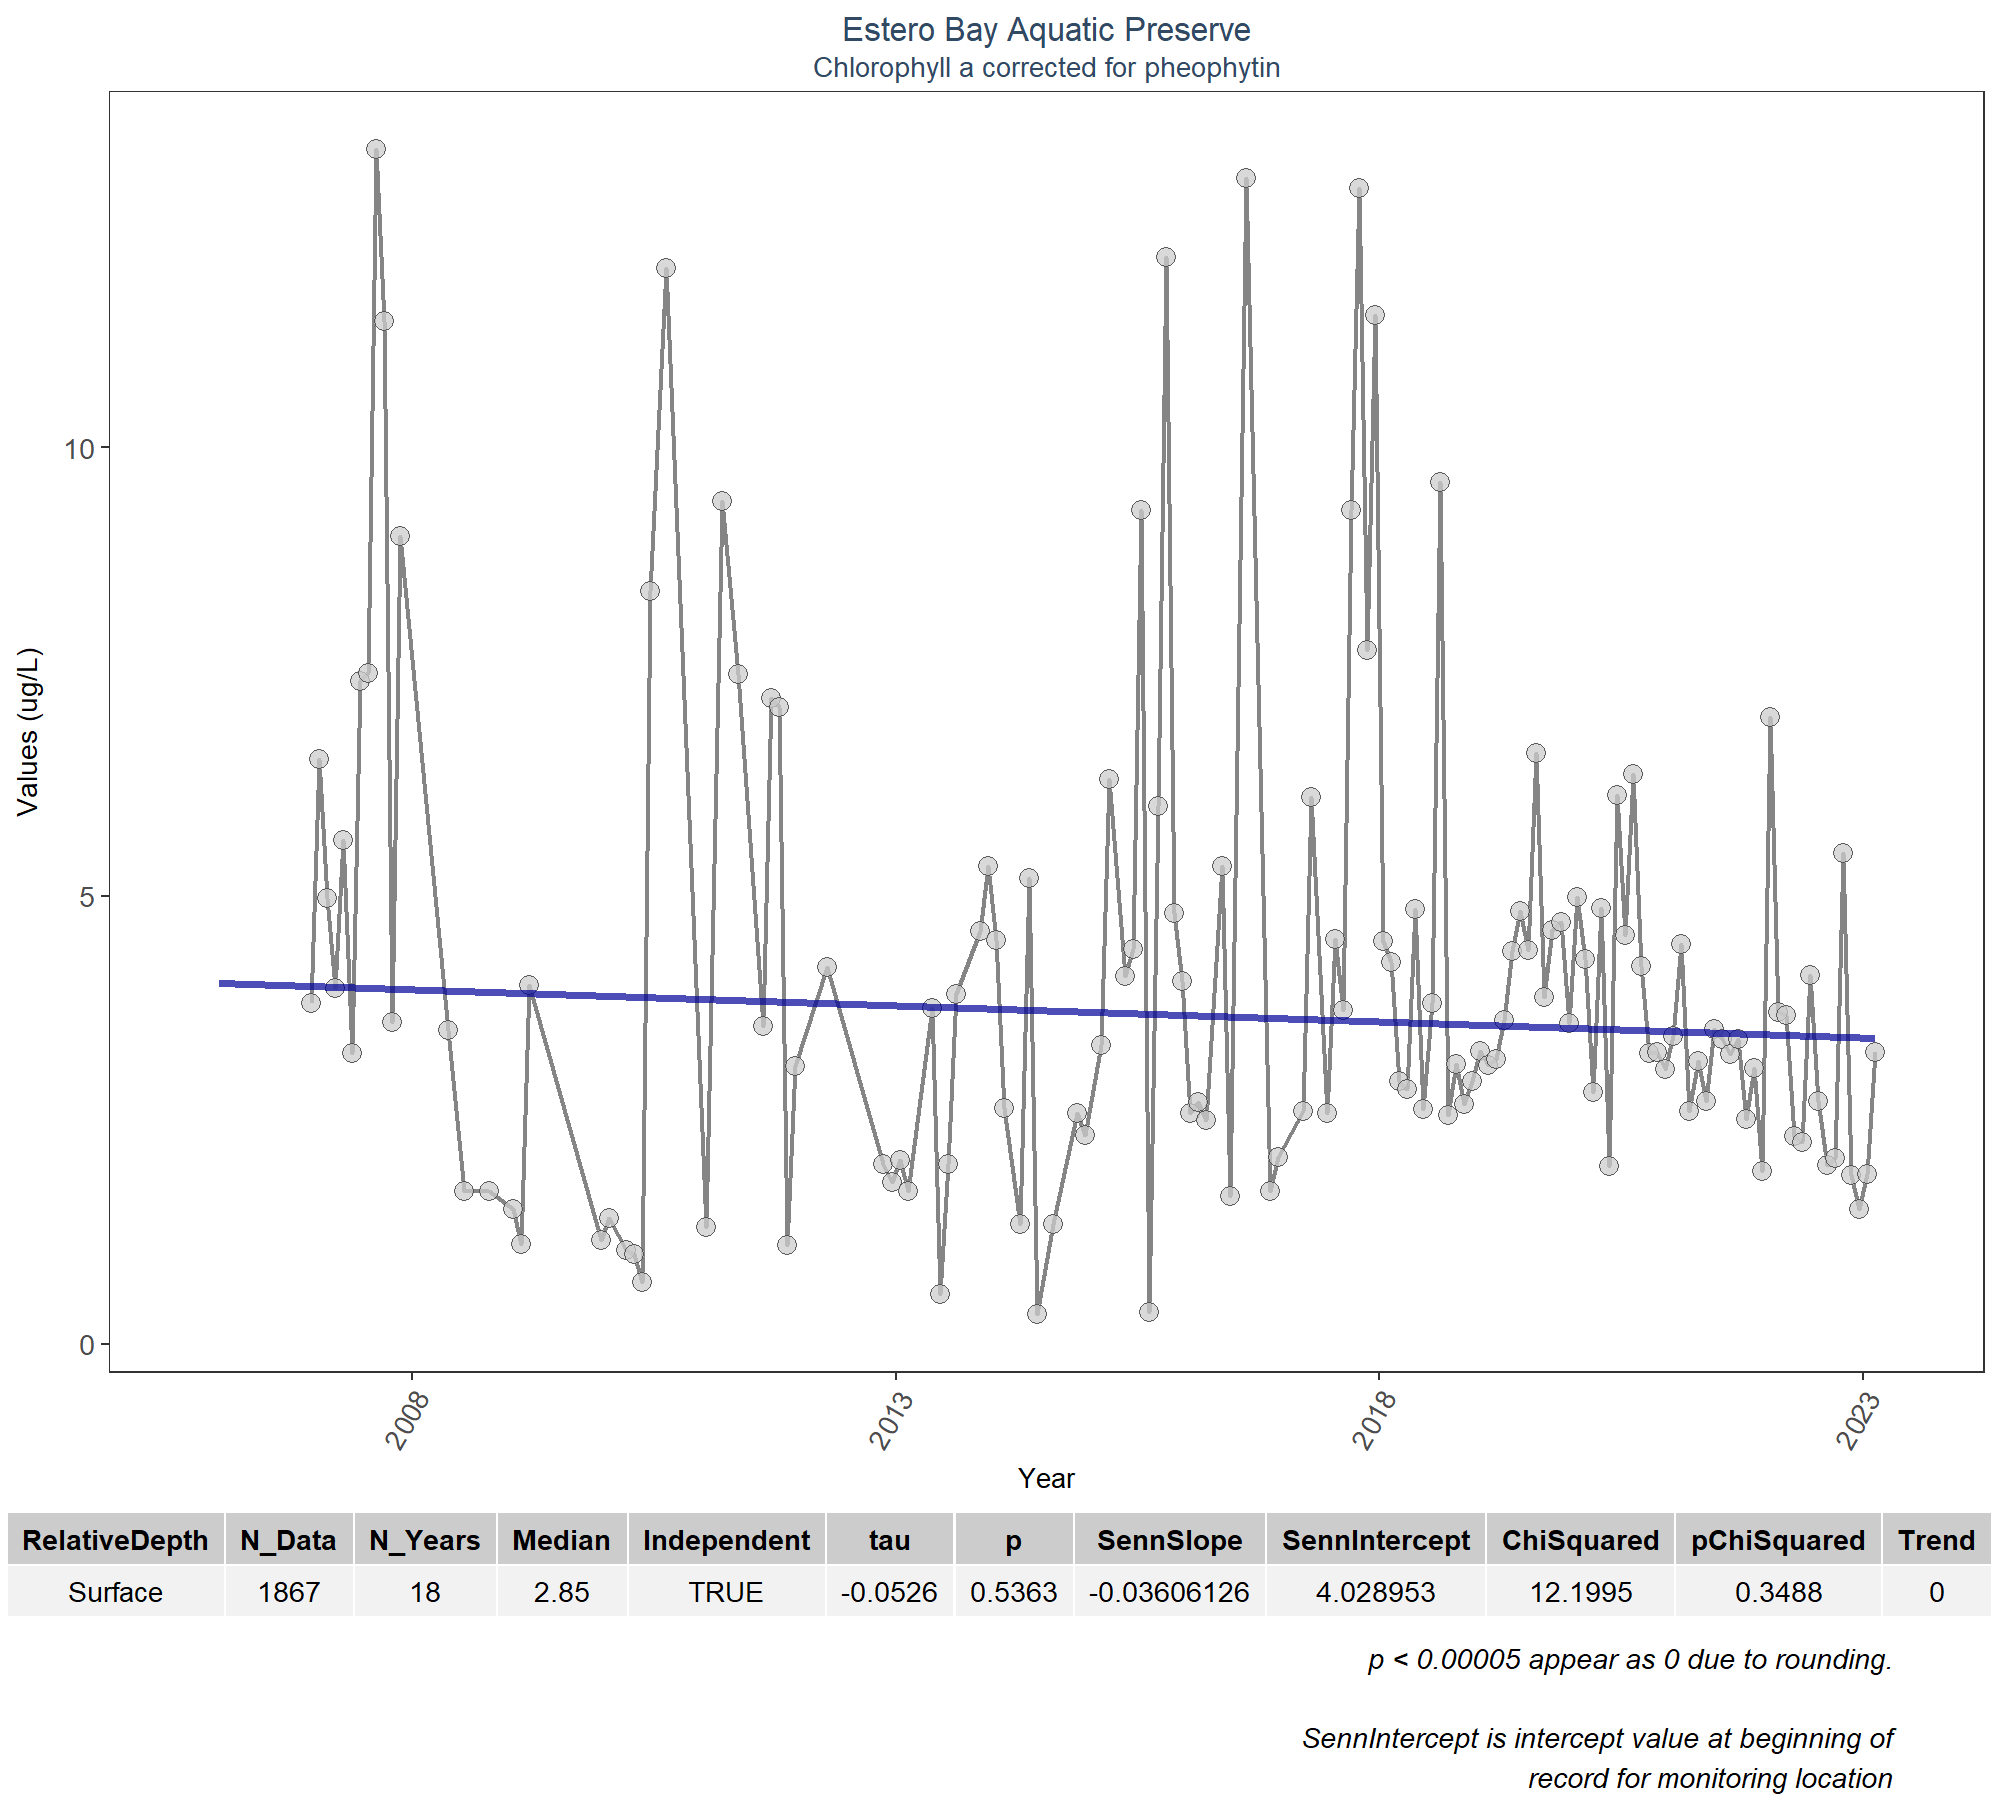 Estero Bay Aquatic Preserve
Chlorophyll a corrected for pheophytin
Values (ug/L)
10
5
0
2008
2013
2018
2023
Year
RelativeDepth N_Data N_Years Median Independent tau p SennSlope SennIntercept ChiSquared pChiSquared Trend
Surface 1867 18 2.85 TRUE -0.0526 0.5363 -0.03606126 4.028953 12.1995 0.3488 0
p < 0.00005 appear as 0 due to rounding.
SennIntercept is intercept value at beginning of
record for monitoring location